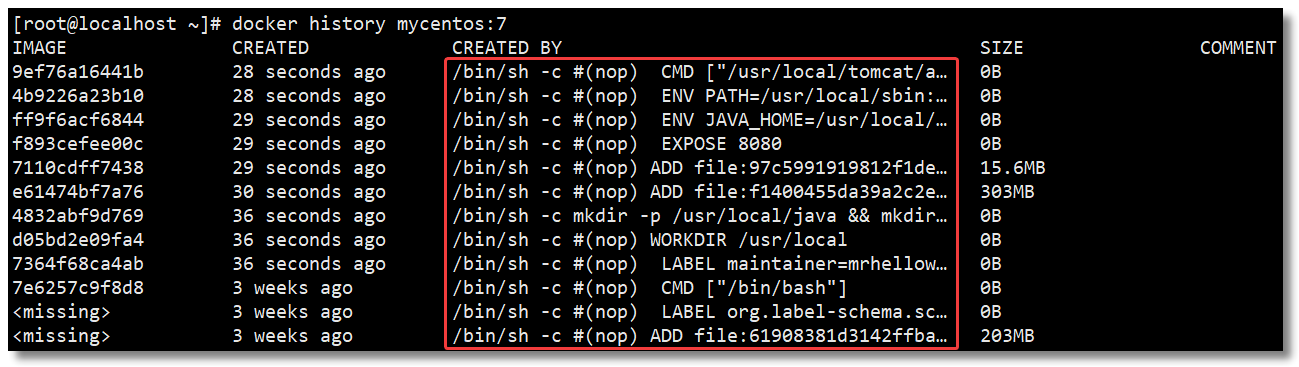 [root@localhost ~]# docker history mycentos:7
IMAGE CREATED CREATED BY SIZE COMMENT
9ef76a16441b 28 seconds ago /bin/sh -c #(nop)  CMD ["/usr/local/tomcat/a… 0B
4b9226a23b10 28 seconds ago /bin/sh -c #(nop)  ENV PATH=/usr/local/sbin:… 0B
ff9f6acf6844 29 seconds ago /bin/sh -c #(nop)  ENV JAVA_HOME=/usr/local/… 0B
f893cefee00c 29 seconds ago /bin/sh -c #(nop)  EXPOSE 8080 0B
7110cdff7438 29 seconds ago /bin/sh -c #(nop) ADD file:97c5991919812f1de… 15.6MB
e61474bf7a76 30 seconds ago /bin/sh -c #(nop) ADD file:f1400455da39a2c2e… 303MB
4832abf9d769 36 seconds ago /bin/sh -c mkdir -p /usr/local/java && mkdir… 0B
d05bd2e09fa4 36 seconds ago /bin/sh -c #(nop) WORKDIR /usr/local 0B
7364f68ca4ab 36 seconds ago /bin/sh -c #(nop)  LABEL maintainer=mrhellow… 0B
7e6257c9f8d8 3 weeks ago /bin/sh -c #(nop)  CMD ["/bin/bash"] 0B
<missing> 3 weeks ago /bin/sh -c #(nop)  LABEL org.label-schema.sc… 0B
<missing> 3 weeks ago /bin/sh -c #(nop) ADD file:61908381d3142ffba… 203MB